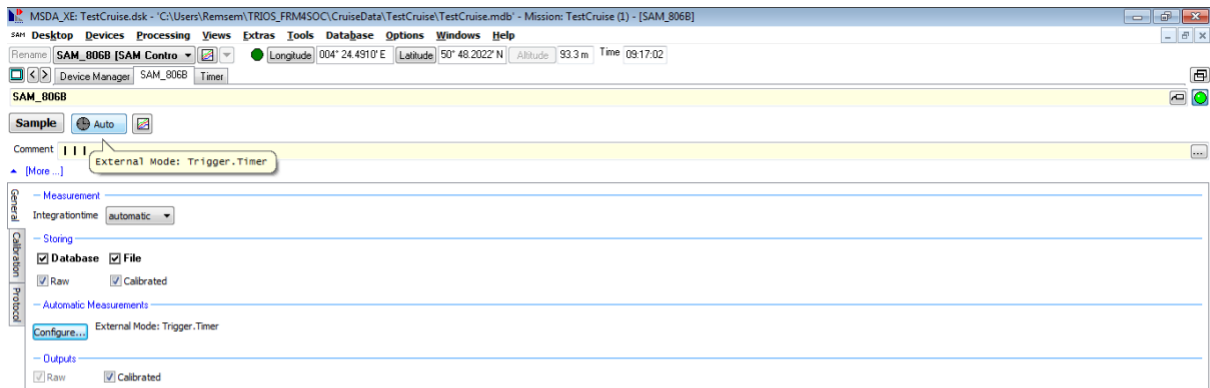 MSDA_XE: TestCruise.dsk - 'C:\Users\Remsem\TRIOS_FRM4SOC\CruiseData\TestCruise\TestCruise.mdb' - Mission: TestCruise (1) - [SAM_806B]
SAM Desktop Devices Processing Views Extras Tools Database Options Windows Help
Rename SAM_806B [SAM Contro Longitude 004° 24.4910' E Latitude 50° 48.2022' N Altitude 93.3 m Time 09:17:02
Device Manager SAM_806B Timer
SAM_806B
Sample Auto
Comment | | |
External Mode: Trigger.Timer
[More ...]
General
Measurement
Integrationtime automatic
Calibration
Storing
Database File
Raw Calibrated
Protocol
Automatic Measurements
Configure... External Mode: Trigger.Timer
Outputs
Raw Calibrated